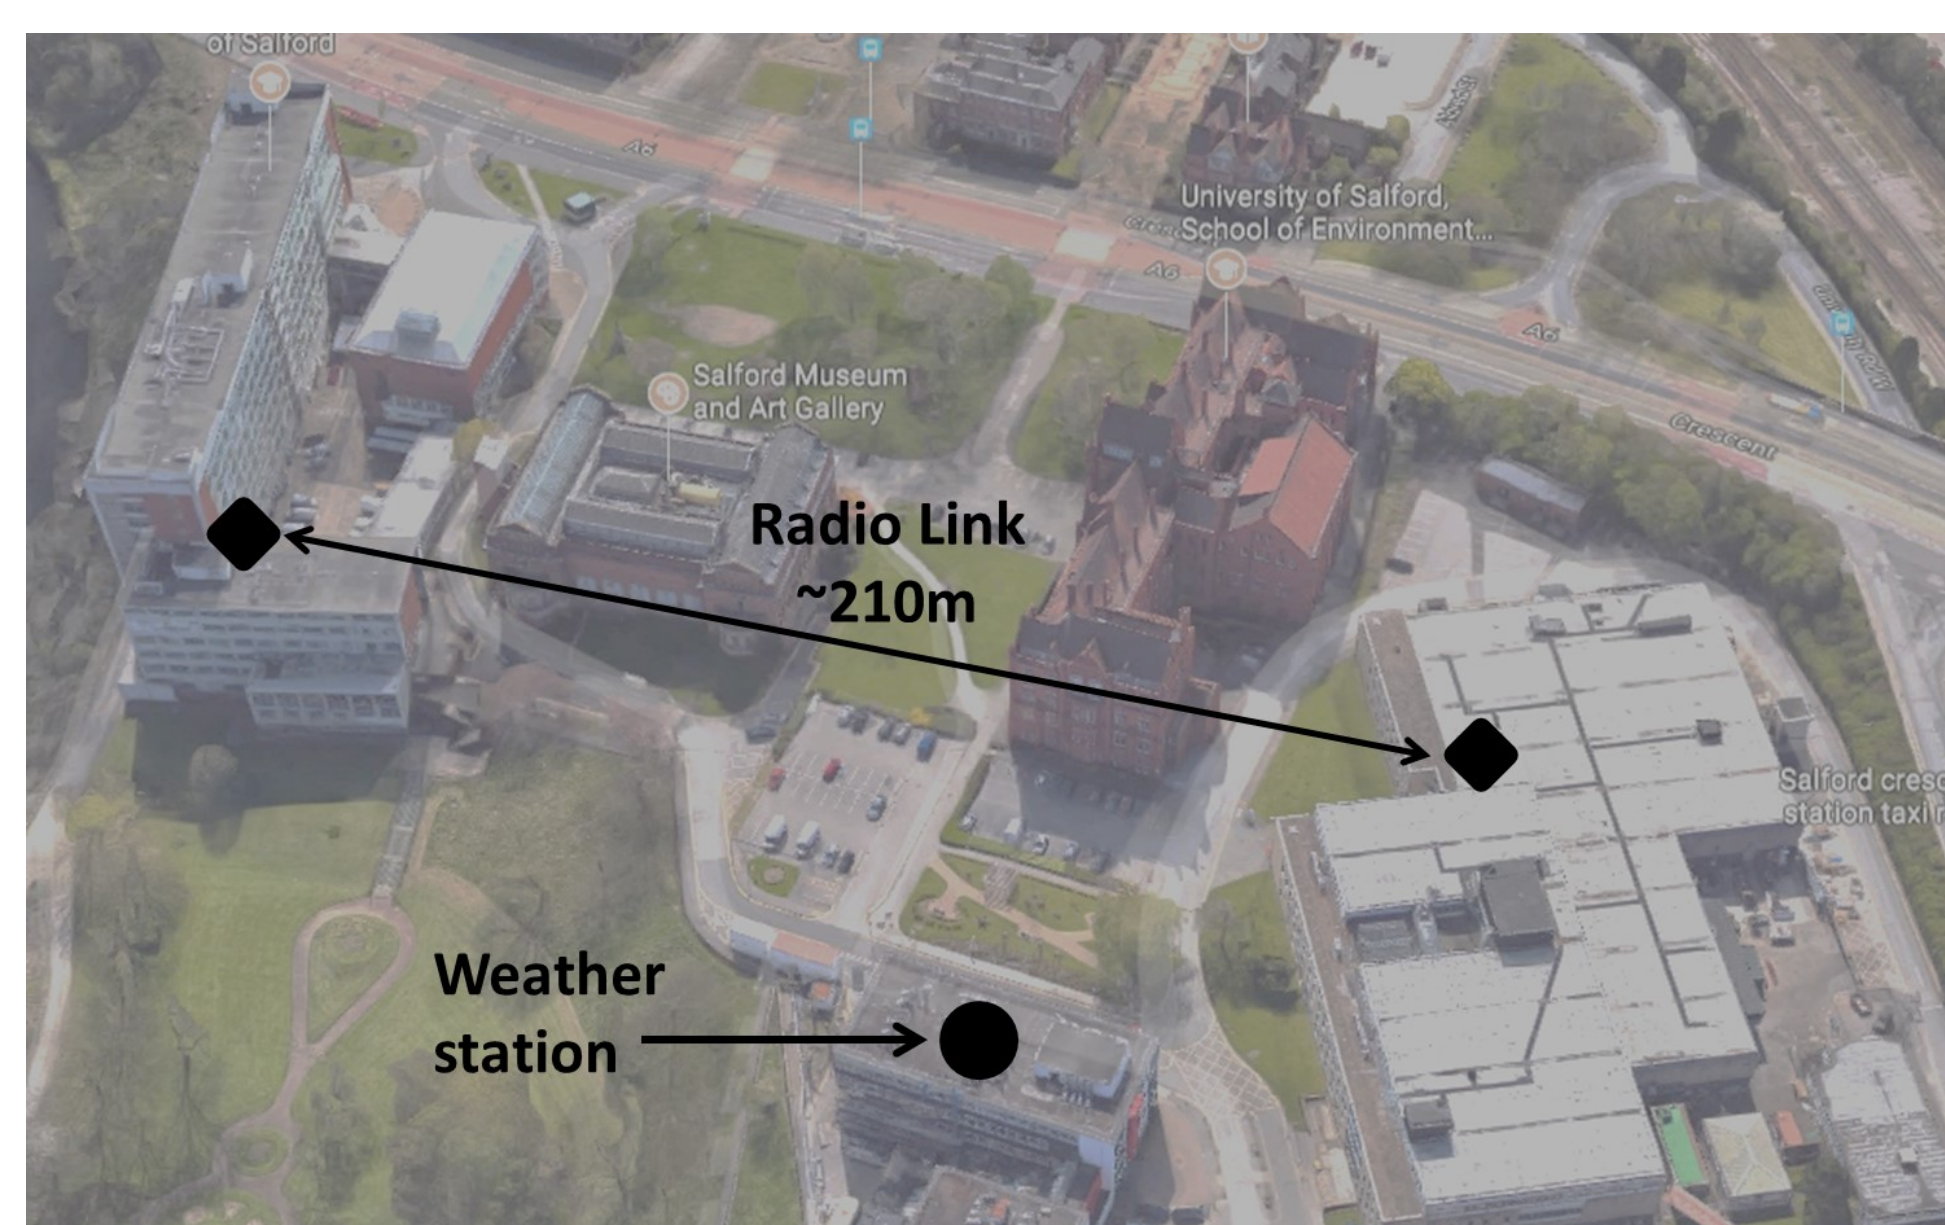 of Salford
A6
University of Salford,
School of Environment...
A6
A6
Crescent
Salford Museum
and Art Gallery
Radio Link
~210m
Salford cresc
station taxi r
Weather
station